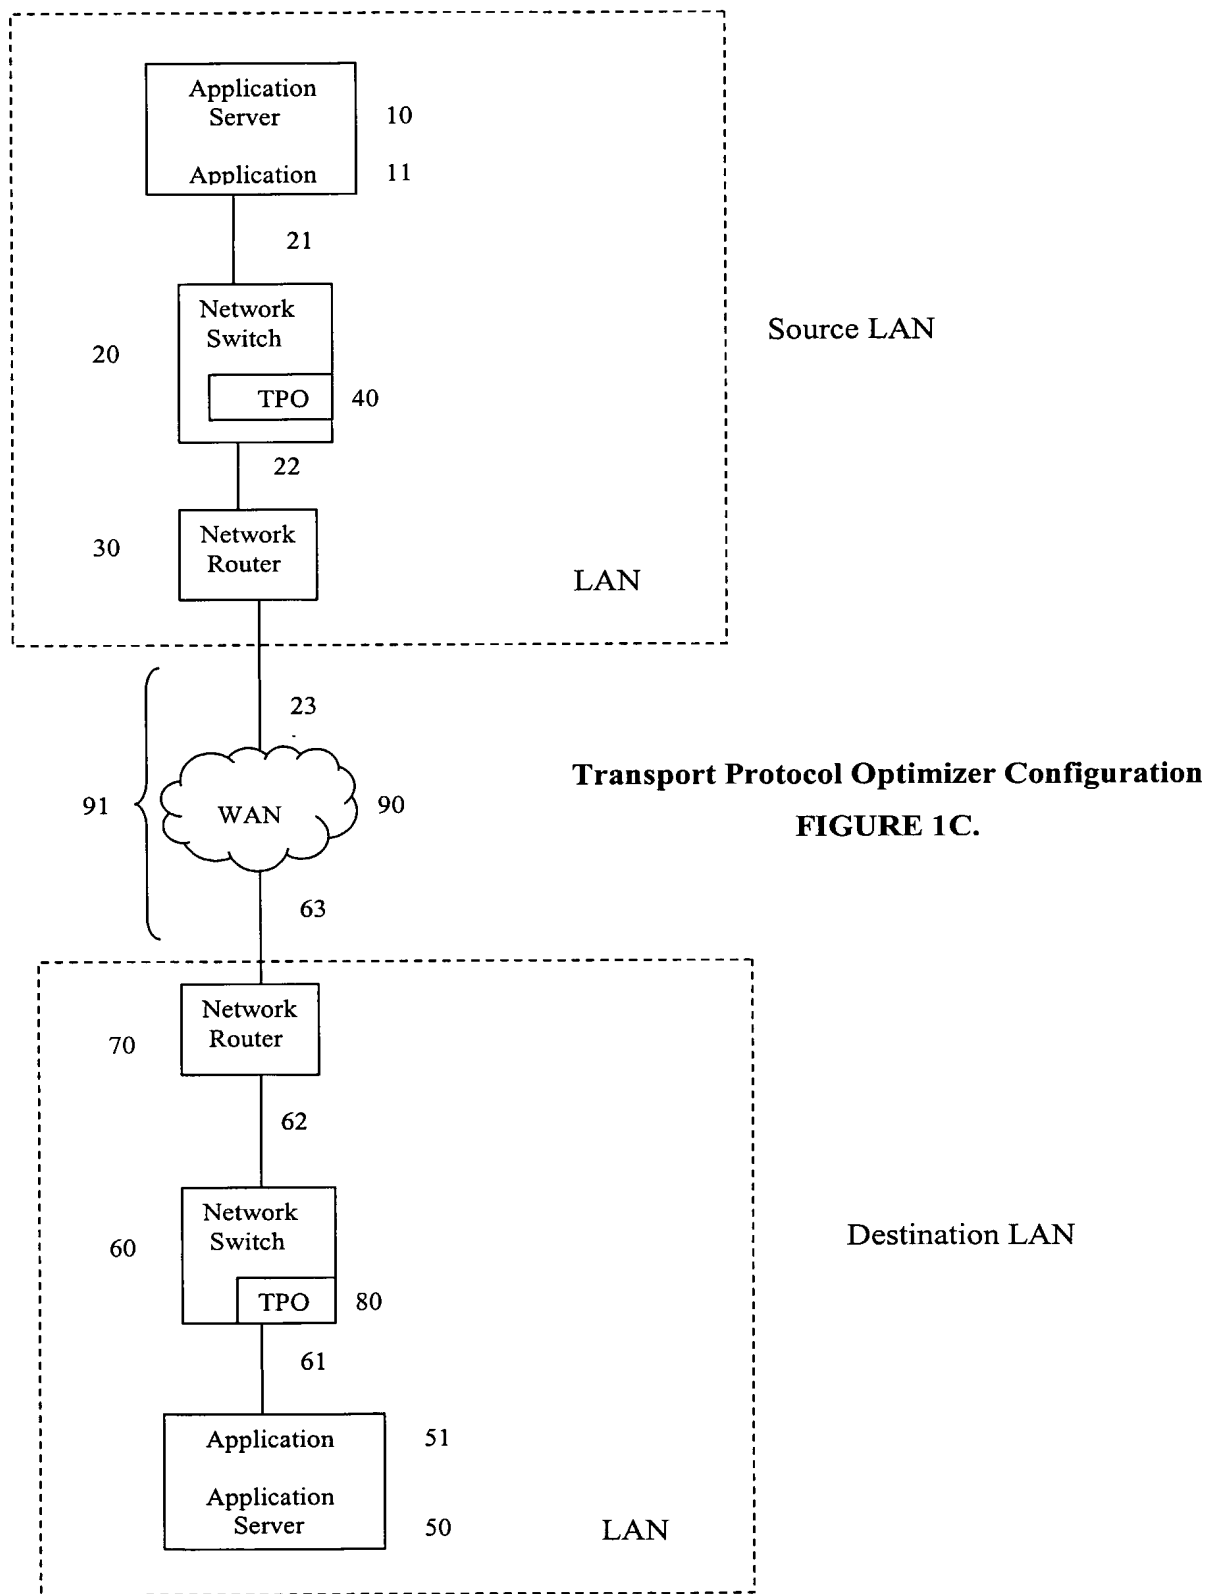 Application
Server
10
Application
11
21
Network
Switch
20
TPO
40
22
Network
Router
30
LAN
Source LAN
23
WAN
90
91
63
Transport Protocol Optimizer Configuration
FIGURE 1C.
Network
Router
70
62
Network
Switch
60
TPO
80
61
Destination LAN
Application
51
Application
Server
50
LAN